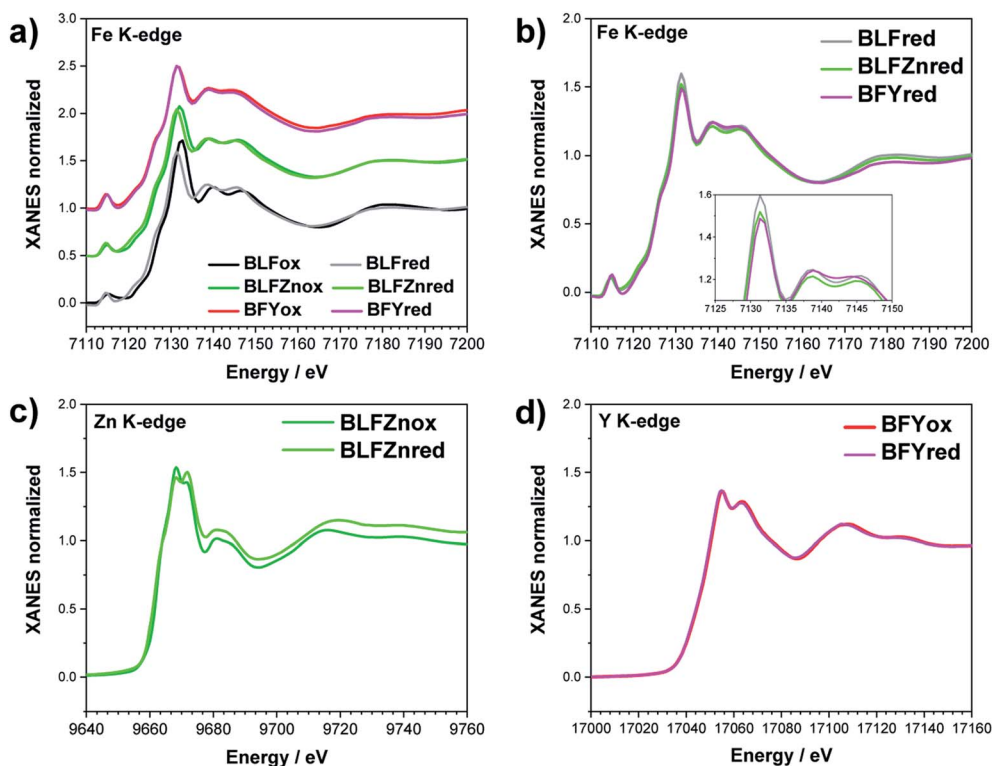 a)
Fe K-edge
XANES normalized
3.0
2.5
2.0
1.5
1.0
0.5
0.0
BLFox
BLFred
BLFZnox
BLFZnred
BFYox
BFYred
7110 7120 7130 7140 7150 7160 7170 7180 7190 7200
Energy / eV
b)
Fe K-edge
XANES normalized
2.0
1.5
1.0
0.5
0.0
BLFred
BLFZnred
BFYred
1.6
1.4
1.2
7125 7130 7135 7140 7145 7150
7110 7120 7130 7140 7150 7160 7170 7180 7190 7200
Energy / eV
c)
Zn K-edge
XANES normalized
2.0
1.5
1.0
0.5
0.0
BLFZnox
BLFZnred
9640 9660 9680 9700 9720 9740 9760
Energy / eV
d)
Y K-edge
XANES normalized
2.0
1.5
1.0
0.5
0.0
BFYox
BFYred
17000 17020 17040 17060 17080 17100 17120 17140 17160
Energy / eV